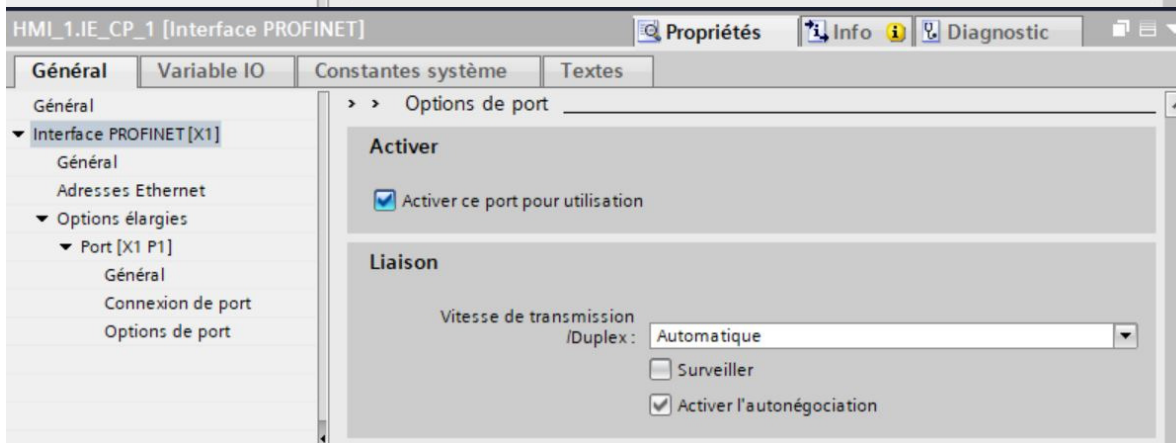 HMI_1.IE_CP_1 [Interface PROFINET]
Propriétés
Info
Diagnostic
Général
Variable IO
Constantes système
Textes
Général
Interface PROFINET [X1]
Général
Adresses Ethernet
Options élargies
Port [X1 P1]
Général
Connexion de port
Options de port
> > Options de port
Activer
Activer ce port pour utilisation
Liaison
Vitesse de transmission
/Duplex :
Automatique
Surveiller
Activer l'autonégociation